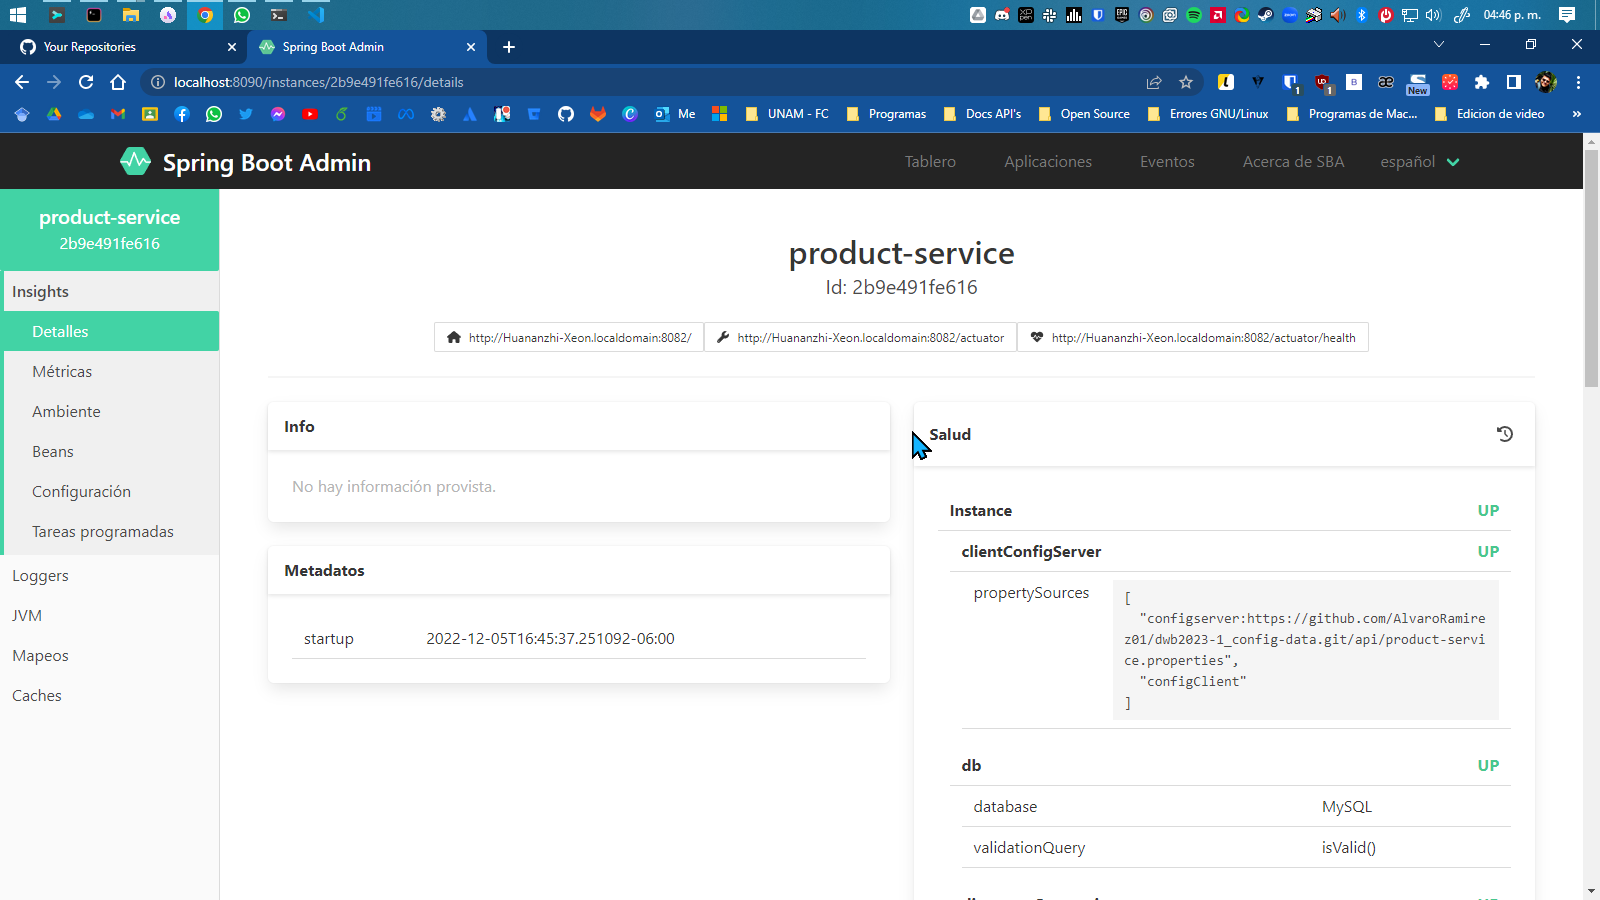 04:46 p. m.
Your Repositories
Spring Boot Admin
localhost:8090/instances/2b9e491fe616/details
New
Me
UNAM - FC
Programas
Docs API's
Open Source
Errores GNU/Linux
Programas de Mac...
Edicion de video
»
Spring Boot Admin
Tablero
Aplicaciones
Eventos
Acerca de SBA
español
product-service
2b9e491fe616
Insights
Detalles
Métricas
Ambiente
Beans
Configuración
Tareas programadas
Loggers
JVM
Mapeos
Caches
product-service
Id: 2b9e491fe616
http://Huananzhi-Xeon.localdomain:8082/
http://Huananzhi-Xeon.localdomain:8082/actuator
http://Huananzhi-Xeon.localdomain:8082/actuator/health
Info
No hay información provista.
Metadatos
startup 2022-12-05T16:45:37.251092-06:00
Salud
Instance UP
clientConfigServer UP
propertySources
[
"configserver:https://github.com/AlvaroRamire
z01/dwb2023-1_config-data.git/api/product-servi
ce.properties",
"configClient"
]
db UP
database MySQL
validationQuery isValid()